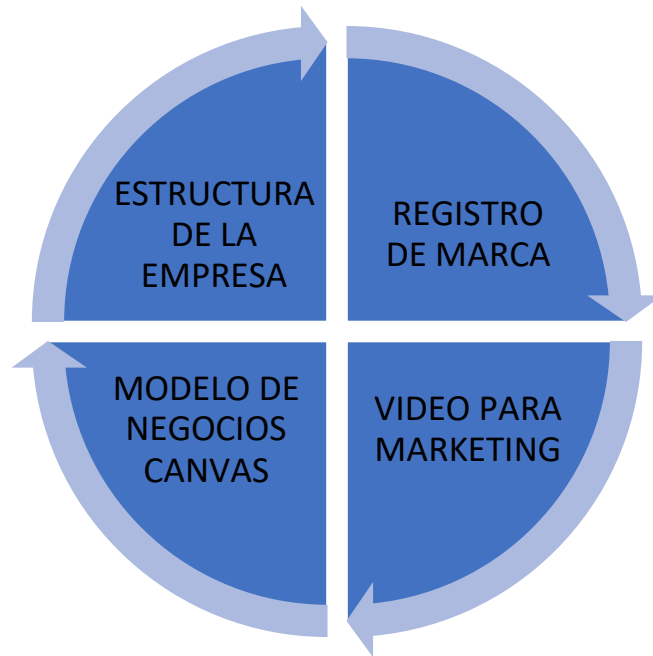 ESTRUCTURA
DE LA
EMPRESA
REGISTRO
DE MARCA
MODELO DE
NEGOCIOS
CANVAS
VIDEO PARA
MARKETING